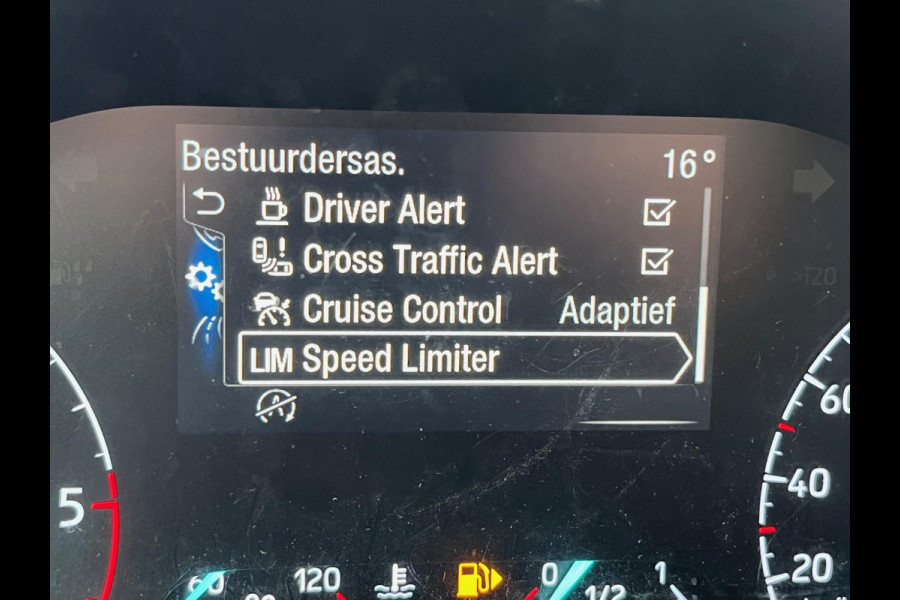 Bestuurdersas. 16°
Driver Alert
Cross Traffic Alert
Cruise Control Adaptief
LIM Speed Limiter
A
60
40
20
5
60 120 0 1/2 1
>120